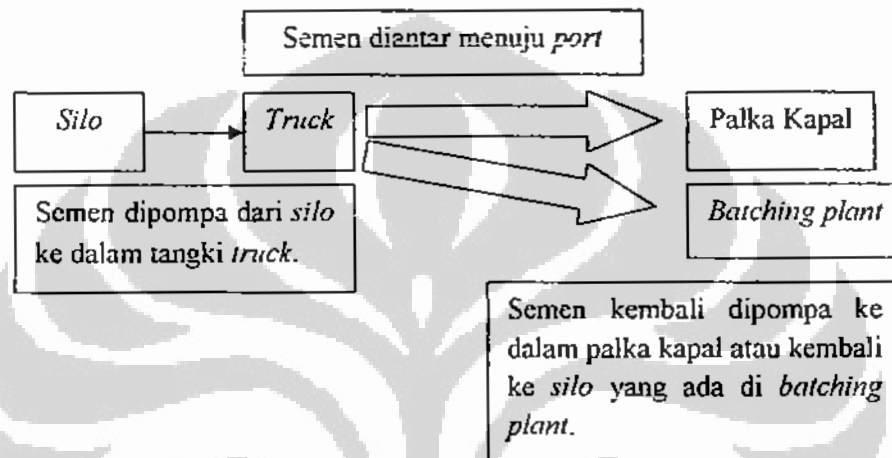 Semen diantar menuju port
Silo
Truck
Palka Kapal
Semen dipompa dari silo
ke dalam tangki truck.
Batching plant
Semen kembali dipompa ke
dalam palka kapal atau kembali
ke silo yang ada di batching
plant.